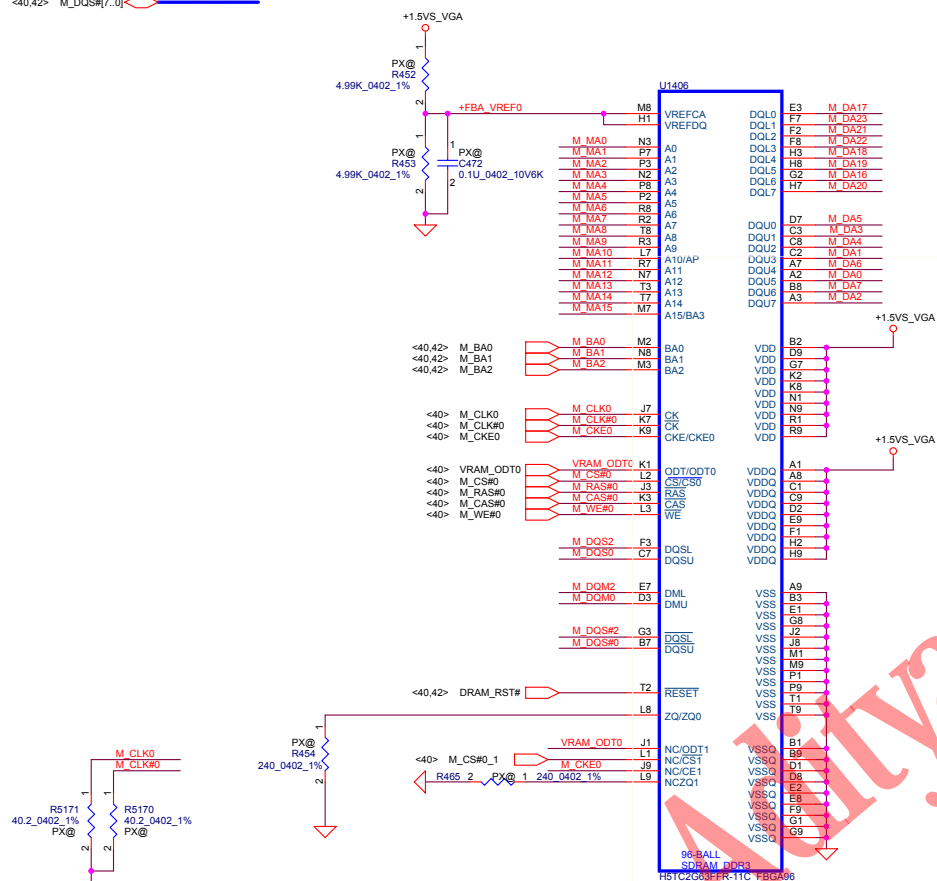 <40,42> M_DQS#[7..0]
+1.5VS_VGA
1
PX@
R452
4.99K_0402_1%
2
+FBA_VREF0
1
PX@
R453
4.99K_0402_1%
2
1
PX@
C472
0.1U_0402_10V6K
2
U1406
M8 VREFCA
H1 VREFDQ
M_MA0 N3 A0
M_MA1 P7 A1
M_MA2 P3 A2
M_MA3 N2 A3
M_MA4 P8 A4
M_MA5 P2 A5
M_MA6 R8 A6
M_MA7 R2 A7
M_MA8 T8 A8
M_MA9 R3 A9
M_MA10 L7 A10/AP
M_MA11 R7 A11
M_MA12 N7 A12
M_MA13 T3 A13
M_MA14 T7 A14
M_MA15 M7 A15/BA3
<40,42> M_BA0 M_BA0 M2 BA0
<40,42> M_BA1 M_BA1 N8 BA1
<40,42> M_BA2 M_BA2 M3 BA2
<40> M_CLK0 M_CLK0 J7 CK
<40> M_CLK#0 M_CLK#0 K7 CK
<40> M_CKE0 M_CKE0 K9 CKE/CKE0
<40> VRAM_ODT0 VRAM_ODT0 K1 ODT/ODT0
<40> M_CS#0 M_CS#0 L2 CS/CS0
<40> M_RAS#0 M_RAS#0 J3 RAS
<40> M_CAS#0 M_CAS#0 K3 CAS
<40> M_WE#0 M_WE#0 L3 WE
M_DQS2 F3 DQSL
M_DQS0 C7 DQSU
M_DQM2 E7 DML
M_DQM0 D3 DMU
M_DQS#2 G3 DQSL
M_DQS#0 B7 DQSU
<40,42> DRAM_RST# T2 RESET
L8 ZQ/ZQ0
VRAM_ODT0 J1 NC/ODT1
<40> M_CS#0_1 L1 NC/CS1
M_CKE0 J9 NC/CE1
R465 2 PX@ 1 240_0402_1% L9 NCZQ1
1
PX@
R454
240_0402_1%
2
DQL0 E3 M_DA17
DQL1 F7 M_DA23
DQL2 F2 M_DA21
DQL3 F8 M_DA22
DQL4 H3 M_DA18
DQL5 H8 M_DA19
DQL6 G2 M_DA16
DQL7 H7 M_DA20
DQU0 D7 M_DA5
DQU1 C3 M_DA3
DQU2 C8 M_DA4
DQU3 C2 M_DA1
DQU4 A7 M_DA6
DQU5 A2 M_DA0
DQU6 B8 M_DA7
DQU7 A3 M_DA2
+1.5VS_VGA
VDD B2
VDD D9
VDD G7
VDD K2
VDD K8
VDD N1
VDD N9
VDD R1
VDD R9
+1.5VS_VGA
VDDQ A1
VDDQ A8
VDDQ C1
VDDQ C9
VDDQ D2
VDDQ E9
VDDQ F1
VDDQ H2
VDDQ H9
VSS A9
VSS B3
VSS E1
VSS G8
VSS J2
VSS J8
VSS M1
VSS M9
VSS P1
VSS P9
VSS T1
VSS T9
VSSQ B1
VSSQ B9
VSSQ D1
VSSQ D8
VSSQ E2
VSSQ E8
VSSQ F9
VSSQ G1
VSSQ G9
96-BALL
SDRAM DDR3
H5TC2G63FFR-11C FBGA96
M_CLK0
M_CLK#0
1
R5171
40.2_0402_1%
PX@
2
1
R5170
40.2_0402_1%
PX@
2
Aditya